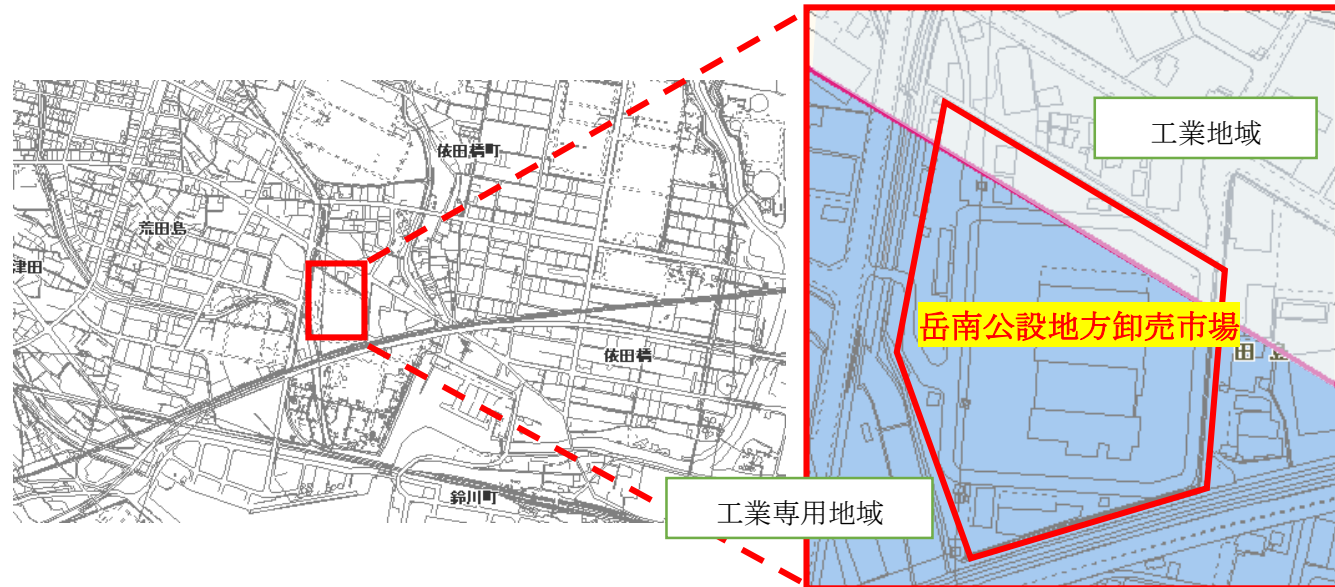 工業地域
依田橋町
荒田島
津田
岳南公設地方卸売市場
依田橋
田
鈴川町
工業専用地域